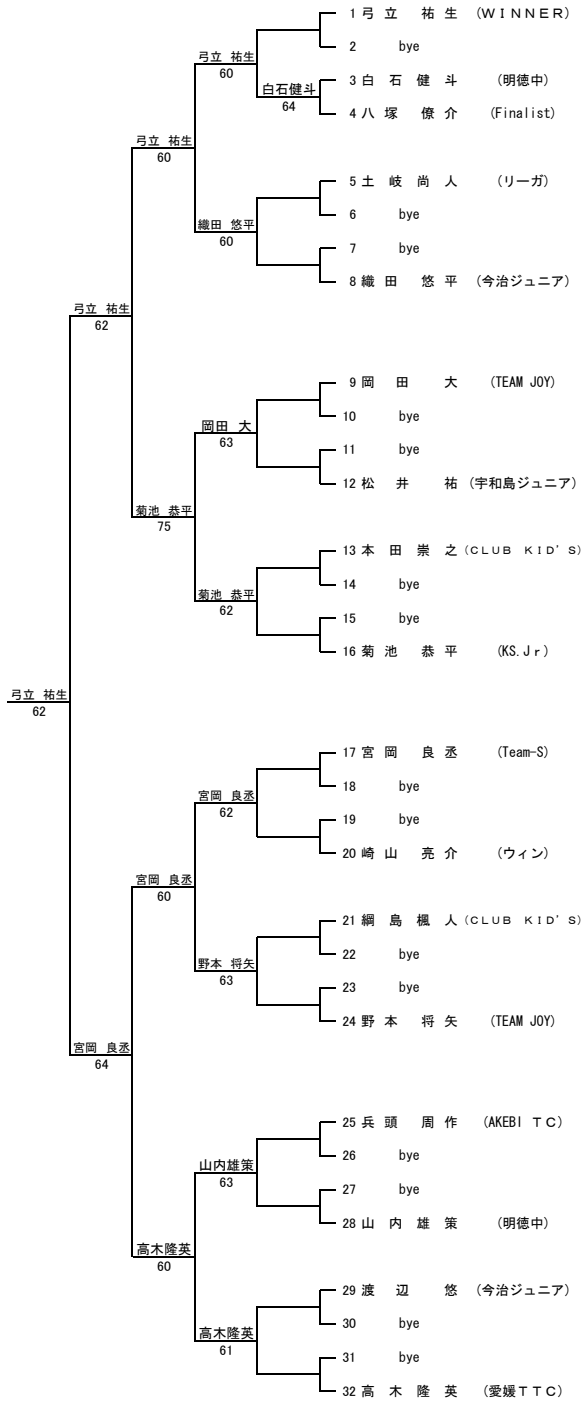 1 弓 立 祐 生 (WINNER)
2 bye
弓立 祐生
60
3 白 石 健 斗 (明徳中)
白石健斗
64
4 八 塚 僚 介 (Finalist)
弓立 祐生
60
5 土 岐 尚 人 (リーガ)
6 bye
織田 悠平
60
7 bye
8 織 田 悠 平 (今治ジュニア)
弓立 祐生
62
9 岡 田 大 (TEAM JOY)
10 bye
岡田 大
63
11 bye
12 松 井 祐 (宇和島ジュニア)
菊池 恭平
75
13 本 田 崇 之 (CLUB KID'S)
14 bye
菊池 恭平
62
15 bye
16 菊 池 恭 平 (KS.Jr)
弓立 祐生
62
17 宮 岡 良 丞 (Team-S)
18 bye
宮岡 良丞
62
19 bye
20 崎 山 亮 介 (ウィン)
宮岡 良丞
60
21 綱 島 楓 人 (CLUB KID'S)
22 bye
野本 将矢
63
23 bye
24 野 本 将 矢 (TEAM JOY)
宮岡 良丞
64
25 兵 頭 周 作 (AKEBI TC)
26 bye
山内雄策
63
27 bye
28 山 内 雄 策 (明徳中)
高木隆英
60
29 渡 辺 悠 (今治ジュニア)
30 bye
高木隆英
61
31 bye
32 高 木 隆 英 (愛媛TTC)